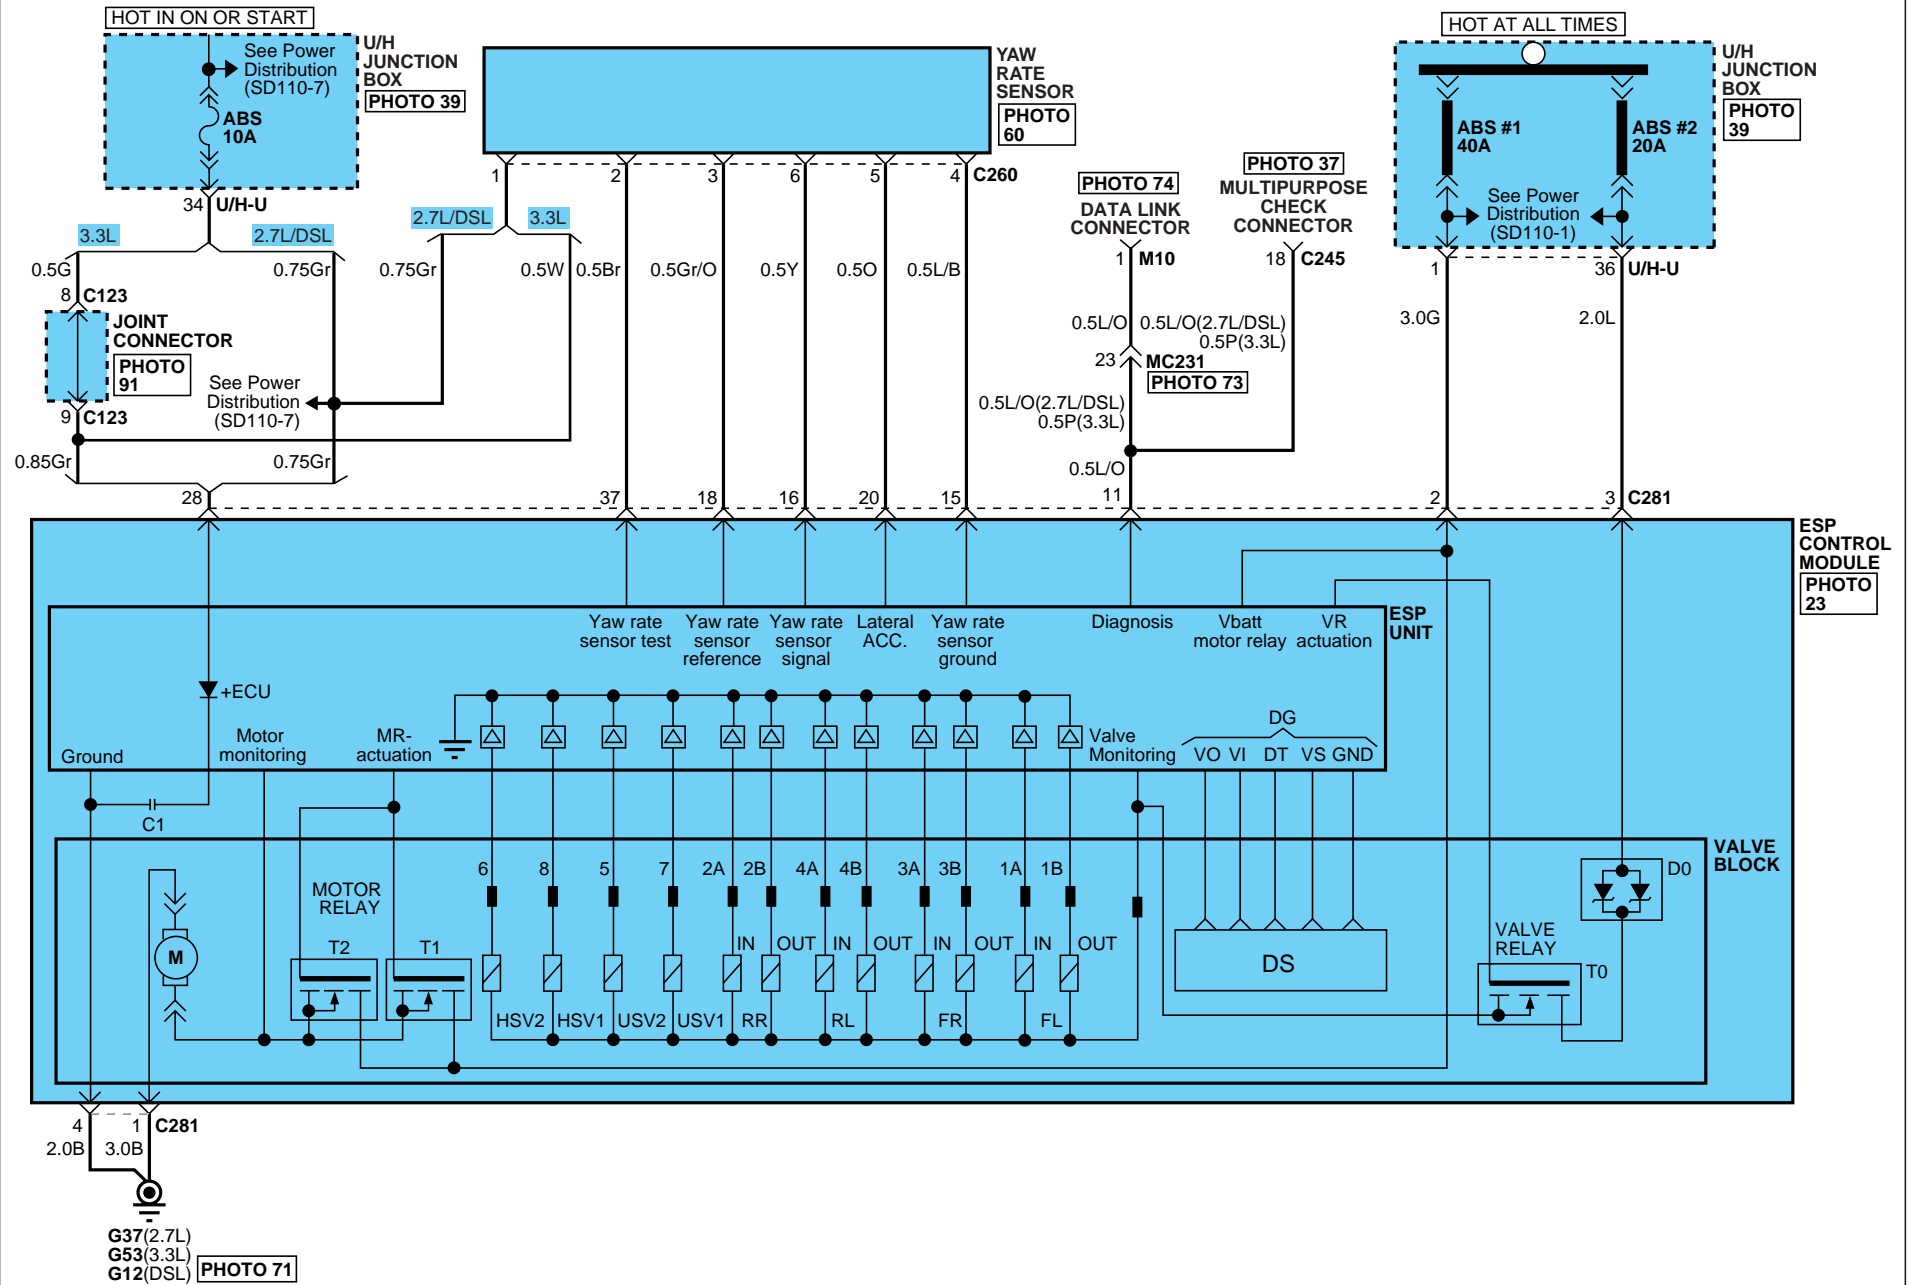 HOT IN ON OR START
See Power
Distribution
(SD110-7)
ABS
10A
U/H
JUNCTION
BOX
PHOTO 39
34 U/H-U
3.3L
2.7L/DSL
0.5G
0.75Gr
8 C123
JOINT
CONNECTOR
PHOTO
91
9 C123
See Power
Distribution
(SD110-7)
0.85Gr
0.75Gr
28
YAW
RATE
SENSOR
PHOTO
60
1
2
3
6
5
4 C260
2.7L/DSL
3.3L
0.75Gr
0.5W
0.5Br
0.5Gr/O
0.5Y
0.5O
0.5L/B
37
18
16
20
15
PHOTO 74
DATA LINK
CONNECTOR
1 M10
PHOTO 37
MULTIPURPOSE
CHECK
CONNECTOR
18 C245
0.5L/O
0.5L/O(2.7L/DSL)
0.5P(3.3L)
23 MC231
PHOTO 73
0.5L/O(2.7L/DSL)
0.5P(3.3L)
0.5L/O
11
HOT AT ALL TIMES
ABS #1
40A
ABS #2
20A
See Power
Distribution
(SD110-1)
U/H
JUNCTION
BOX
PHOTO
39
1
36 U/H-U
3.0G
2.0L
2
3 C281
ESP
CONTROL
MODULE
PHOTO
23
Yaw rate
sensor test
Yaw rate
sensor
reference
Yaw rate
sensor
signal
Lateral
ACC.
Yaw rate
sensor
ground
Diagnosis
Vbatt
motor relay
VR
actuation
ESP
UNIT
+ECU
Ground
Motor
monitoring
MR-
actuation
Valve
Monitoring
DG
VO VI DT VS GND
C1
VALVE
BLOCK
6 8 5 7 2A 2B 4A 4B 3A 3B 1A 1B
D0
MOTOR
RELAY
T2
T1
M
IN OUT IN OUT IN OUT IN OUT
DS
VALVE
RELAY
T0
HSV2 HSV1 USV2 USV1 RR RL FR FL
4
1 C281
2.0B
3.0B
G37(2.7L)
G53(3.3L)
G12(DSL)
PHOTO 71